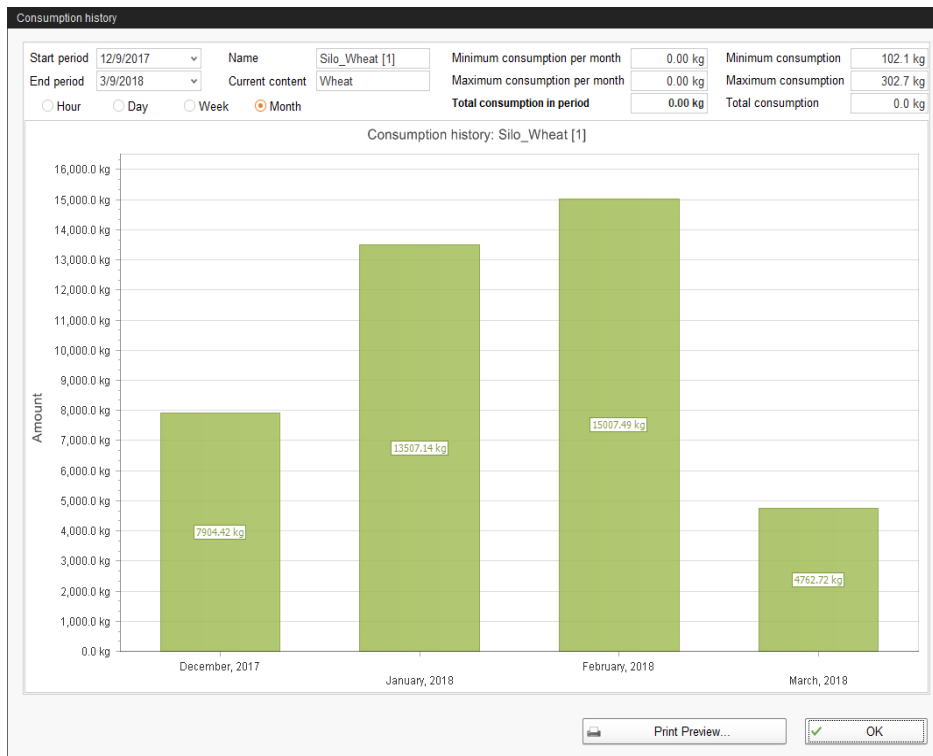 Consumption history
Start period 12/9/2017 Name Silo_Wheat [1] Minimum consumption per month 0.00 kg Minimum consumption 102.1 kg
End period 3/9/2018 Current content Wheat Maximum consumption per month 0.00 kg Maximum consumption 302.7 kg
Hour Day Week Month Total consumption in period 0.00 kg Total consumption 0.0 kg
Consumption history: Silo_Wheat [1]
Amount
16,000.0 kg
15,000.0 kg
14,000.0 kg
13,000.0 kg
12,000.0 kg
11,000.0 kg
10,000.0 kg
9,000.0 kg
8,000.0 kg
7,000.0 kg
6,000.0 kg
5,000.0 kg
4,000.0 kg
3,000.0 kg
2,000.0 kg
1,000.0 kg
0.0 kg
7904.42 kg
13507.14 kg
15007.49 kg
4762.72 kg
December, 2017
January, 2018
February, 2018
March, 2018
Print Preview... OK